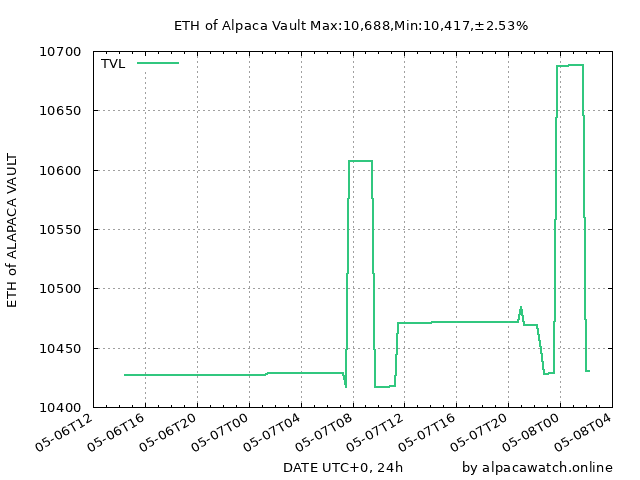 ETH of Alpaca Vault Max:10,688,Min:10,417,±2.53%
TVL
10700
10650
10600
10550
10500
10450
10400
ETH of ALAPACA VAULT
05-06T12
05-06T16
05-06T20
05-07T00
05-07T04
05-07T08
05-07T12
05-07T16
05-07T20
05-08T00
05-08T04
DATE UTC+0, 24h
by alpacawatch.online